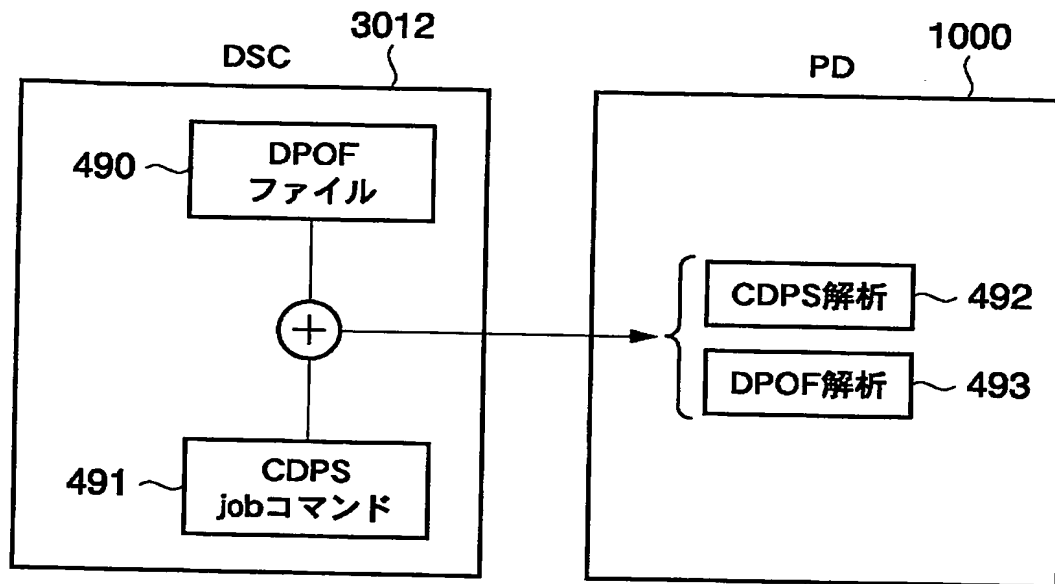 DSC
3012
PD
1000
490
DPOF
ファイル
491
CDPS
jobコマンド
CDPS解析
492
DPOF解析
493